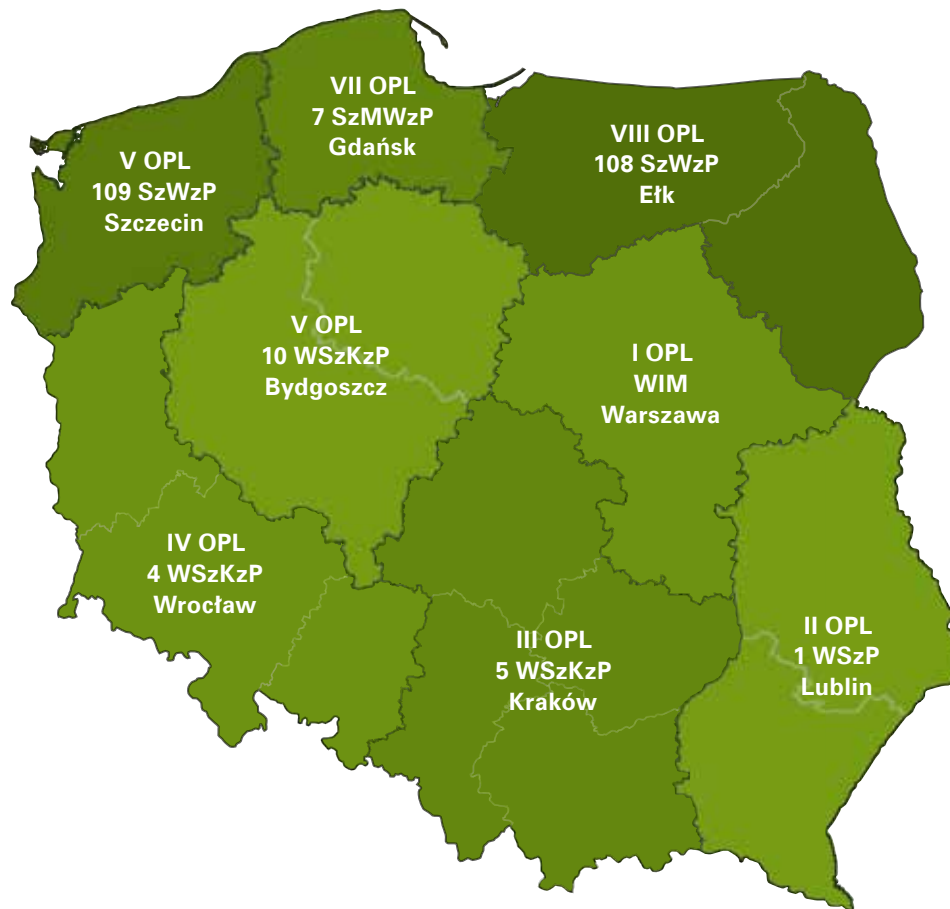 VII OPL
7 SzMWzP
Gdańsk
VIII OPL
108 SzWzP
Ełk
V OPL
109 SzWzP
Szczecin
V OPL
10 WSzKzP
Bydgoszcz
I OPL
WIM
Warszawa
IV OPL
4 WSzKzP
Wrocław
III OPL
5 WSzKzP
Kraków
II OPL
1 WSzP
Lublin